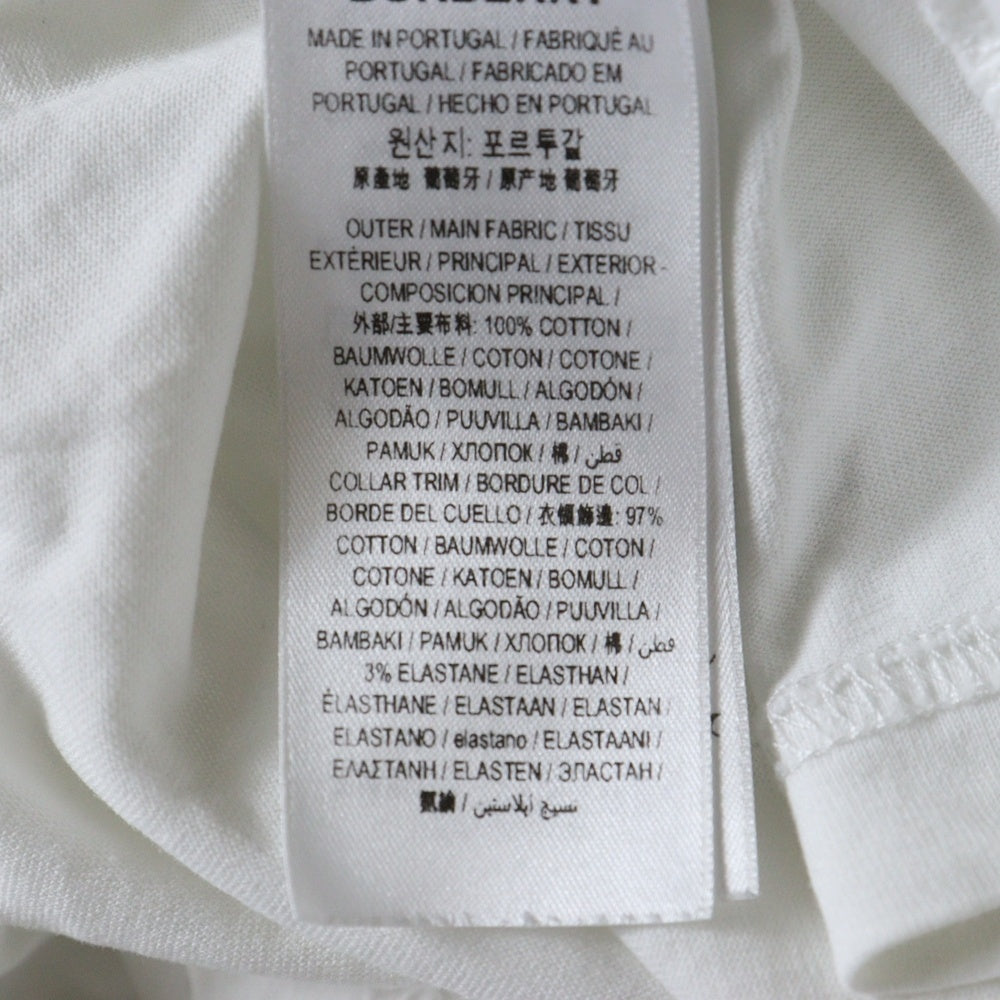 BURBERRY
MADE IN PORTUGAL / FABRIQUÉ AU
PORTUGAL / FABRICADO EM
PORTUGAL / HECHO EN PORTUGAL
원산지: 포르투갈
原產地 葡萄牙 / 原产地 葡萄牙
OUTER / MAIN FABRIC / TISSU
EXTÉRIEUR / PRINCIPAL / EXTERIOR -
COMPOSICION PRINCIPAL /
外部/主要布料: 100% COTTON /
BAUMWOLLE / COTON / COTONE /
KATOEN / BOMULL / ALGODÓN /
ALGODÃO / PUUVILLA / BAMBAKI /
PAMUK / ХЛОПОК / 棉 / قطن
COLLAR TRIM / BORDURE DE COL /
BORDE DEL CUELLO / 衣領飾邊: 97%
COTTON / BAUMWOLLE / COTON /
COTONE / KATOEN / BOMULL /
ALGODÓN / ALGODÃO / PUUVILLA /
BAMBAKI / PAMUK / ХЛОПОК / 棉 / قطن
3% ELASTANE / ELASTHAN /
ÉLASTHANE / ELASTAAN / ELASTAN /
ELASTANO / elastano / ELASTAANI /
ΕΛΑΣΤΑΝΗ / ELASTEN / ЭЛАСТАН /
氨綸 / نسيج أيلاستين